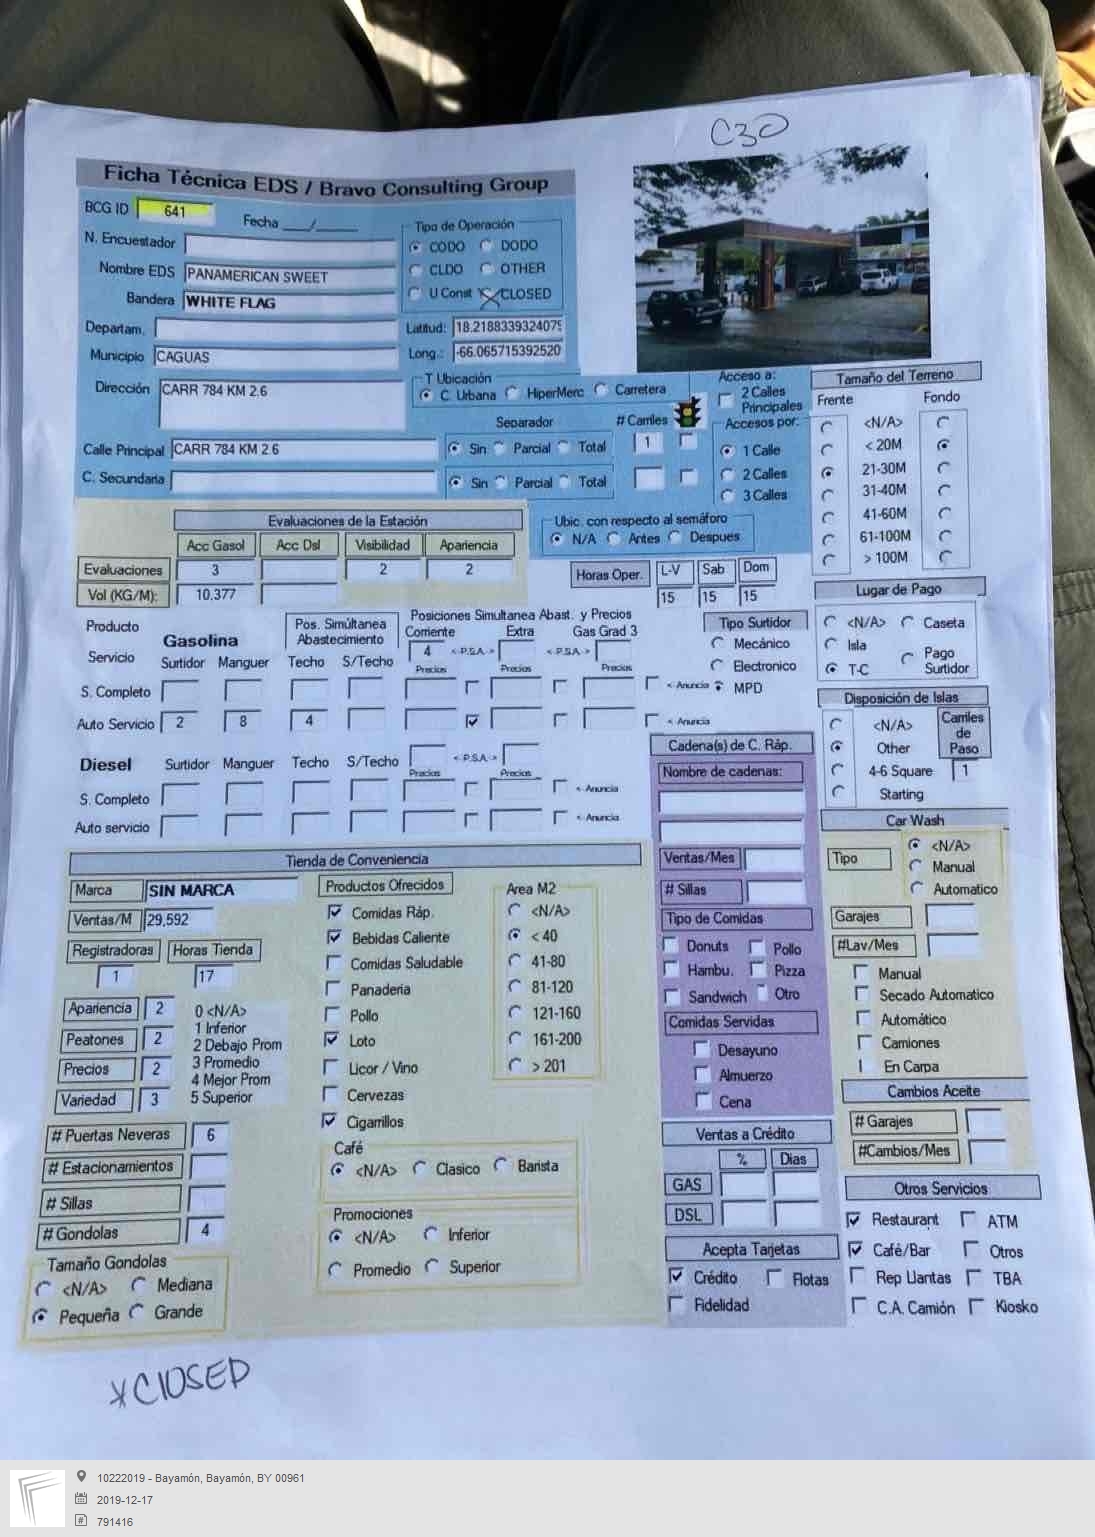 C30
Ficha Técnica EDS / Bravo Consulting Group
BCG ID 641
Fecha ___/_____
N. Encuestador
Nombre EDS PANAMERICAN SWEET
Bandera WHITE FLAG
Tipo de Operación
CODO DODO
CLDO OTHER
U Const CLOSED
Departam.
Municipio CAGUAS
Latitud: 18.2188339324079
Long.: -66.065715392520
Dirección CARR 784 KM 2.6
T Ubicación
C. Urbana HiperMerc Carretera
Separador # Carriles
Calle Principal CARR 784 KM 2.6 Sin Parcial Total 1
C. Secundaria Sin Parcial Total
Acceso a:
2 Calles Principales
Accesos por:
1 Calle
2 Calles
3 Calles
Tamaño del Terreno
Frente Fondo
<N/A>
< 20M
21-30M
31-40M
41-60M
61-100M
> 100M
Evaluaciones de la Estación
Acc Gasol Acc Dsl Visibilidad Apariencia
Evaluaciones 3 2 2
Vol (KG/M): 10,377
Ubic. con respecto al semáforo
N/A Antes Despues
Horas Oper. L-V Sab Dom
15 15 15
Lugar de Pago
<N/A> Caseta
Isla
T-C Pago Surtidor
Producto
Servicio
Gasolina
Pos. Simúltanea Abastecimiento
Posiciones Simultanea Abast. y Precios
Corriente Extra Gas Grad 3
4 <-P.S.A.-> <-P.S.A.->
Surtidor Manguer Techo S/Techo Precios Precios Precios
S. Completo <-Anuncia
Auto Servicio 2 8 4 <-Anuncia
Tipo Surtidor
Mecánico
Electronico
MPD
Disposición de Islas
<N/A>
Other
4-6 Square
Starting
Carriles de Paso
1
Diesel Surtidor Manguer Techo S/Techo <-P.S.A.->
Precios Precios
S. Completo <-Anuncia
Auto servicio <-Anuncia
Cadena(s) de C. Ráp.
Nombre de cadenas:
Ventas/Mes
# Sillas
Tipo de Comidas
Donuts Pollo
Hambu. Pizza
Sandwich Otro
Comidas Servidas
Desayuno
Almuerzo
Cena
Car Wash
Tipo
<N/A>
Manual
Automatico
Garajes
#Lav/Mes
Manual
Secado Automatico
Automático
Camiones
En Carpa
Cambios Aceite
# Garajes
#Cambios/Mes
Tienda de Conveniencia
Marca SIN MARCA
Ventas/M 29,592
Registradoras Horas Tienda
1 17
Apariencia 2
Peatones 2
Precios 2
Variedad 3
0 <N/A>
1 Inferior
2 Debajo Prom
3 Promedio
4 Mejor Prom
5 Superior
# Puertas Neveras 6
# Estacionamientos
# Sillas
# Gondolas 4
Tamaño Gondolas
<N/A> Mediana
Pequeña Grande
Productos Ofrecidos
Comidas Ráp.
Bebidas Caliente
Comidas Saludable
Panaderia
Pollo
Loto
Licor / Vino
Cervezas
Cigarrillos
Area M2
<N/A>
< 40
41-80
81-120
121-160
161-200
> 201
Café
<N/A> Clasico Barista
Promociones
<N/A> Inferior
Promedio Superior
Ventas a Crédito
% Dias
GAS
DSL
Acepta Tarjetas
Crédito Flotas
Fidelidad
Otros Servicios
Restaurant ATM
Café/Bar Otros
Rep Llantas TBA
C.A. Camión Kiosko
*CLOSED
10222019 - Bayamón, Bayamón, BY 00961
2019-12-17
791416